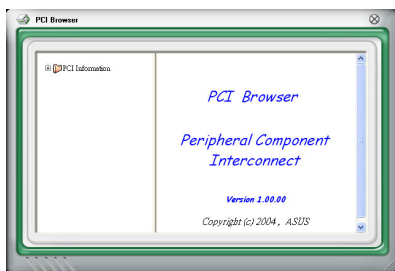 PCI Browser
PCI Information
PCI Browser
Peripheral Component
Interconnect
Version 1.00.00
Copyright (c) 2004, ASUS